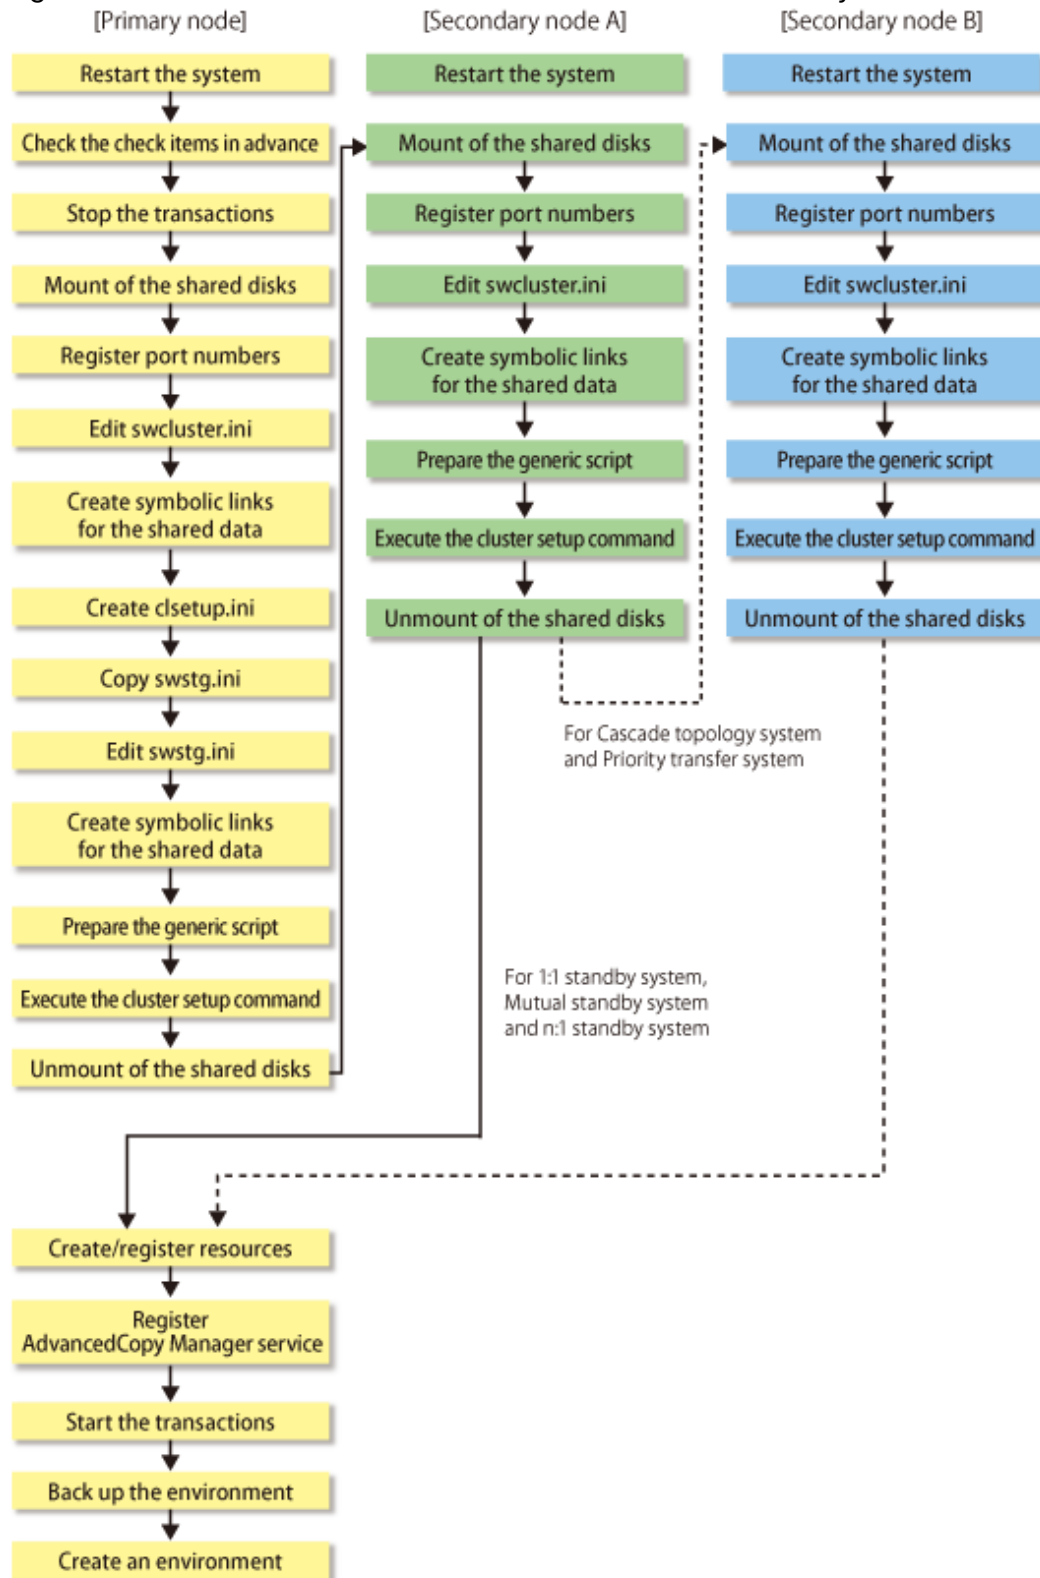 [Primary node]
Restart the system
Check the check items in advance
Stop the transactions
Mount of the shared disks
Register port numbers
Edit swcluster.ini
Create symbolic links
for the shared data
Create clsetup.ini
Copy swstg.ini
Edit swstg.ini
Create symbolic links
for the shared data
Prepare the generic script
Execute the cluster setup command
Unmount of the shared disks
[Secondary node A]
Restart the system
Mount of the shared disks
Register port numbers
Edit swcluster.ini
Create symbolic links
for the shared data
Prepare the generic script
Execute the cluster setup command
Unmount of the shared disks
[Secondary node B]
Restart the system
Mount of the shared disks
Register port numbers
Edit swcluster.ini
Create symbolic links
for the shared data
Prepare the generic script
Execute the cluster setup command
Unmount of the shared disks
For Cascade topology system
and Priority transfer system
For 1:1 standby system,
Mutual standby system
and n:1 standby system
Create/register resources
Register
AdvancedCopy Manager service
Start the transactions
Back up the environment
Create an environment